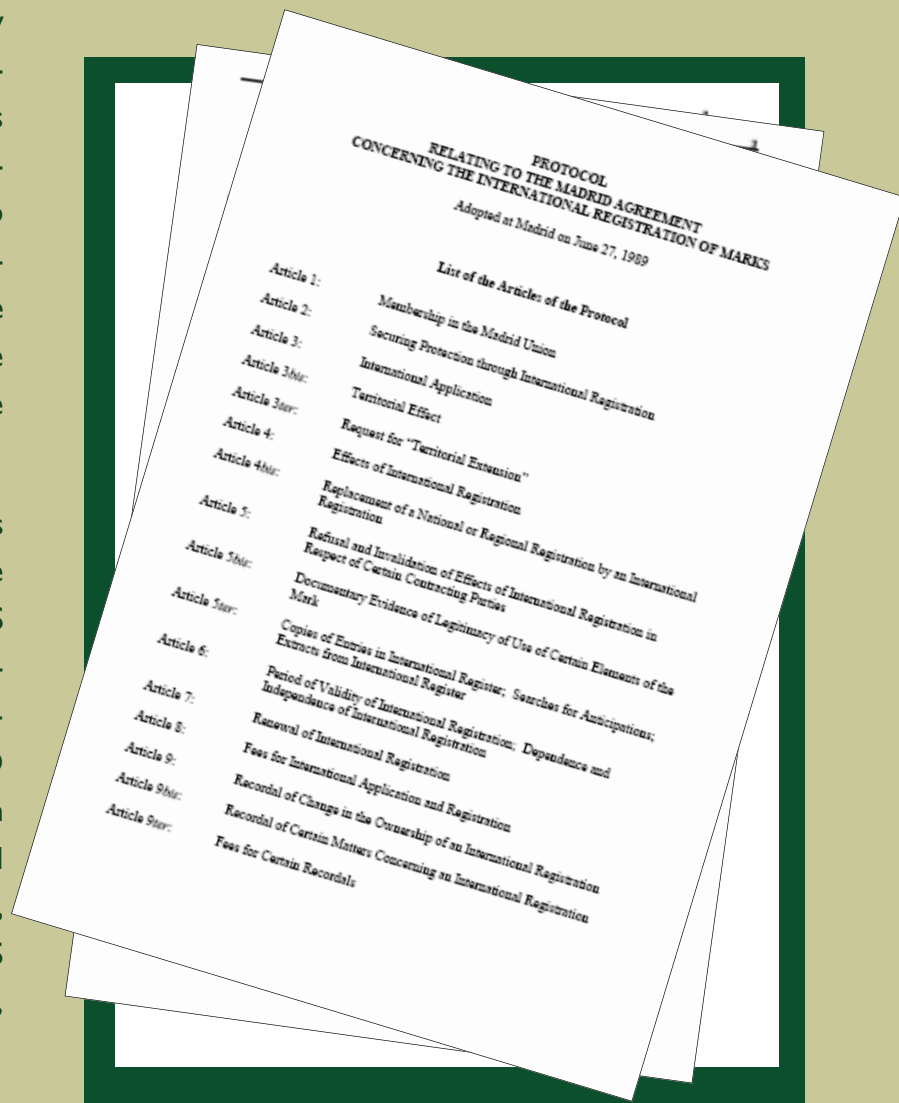 PROTOCOL
RELATING TO THE MADRID AGREEMENT
CONCERNING THE INTERNATIONAL REGISTRATION OF MARKS
Adopted at Madrid on June 27, 1989
List of the Articles of the Protocol
Article 1: Membership in the Madrid Union
Article 2: Securing Protection through International Registration
Article 3: International Application
Article 3bis: Territorial Effect
Article 3ter: Request for “Territorial Extension”
Article 4: Effects of International Registration
Article 4bis: Replacement of a National or Regional Registration by an International
Registration
Article 5: Refusal and Invalidation of Effects of International Registration in
Respect of Certain Contracting Parties
Article 5bis: Documentary Evidence of Legitimacy of Use of Certain Elements of the
Mark
Article 5ter: Copies of Entries in International Register; Searches for Anticipations;
Extracts from International Register
Article 6: Period of Validity of International Registration; Dependence and
Independence of International Registration
Article 7: Renewal of International Registration
Article 8: Fees for International Application and Registration
Article 9: Recordal of Change in the Ownership of an International Registration
Article 9bis: Recordal of Certain Matters Concerning an International Registration
Article 9ter: Fees for Certain Recordals